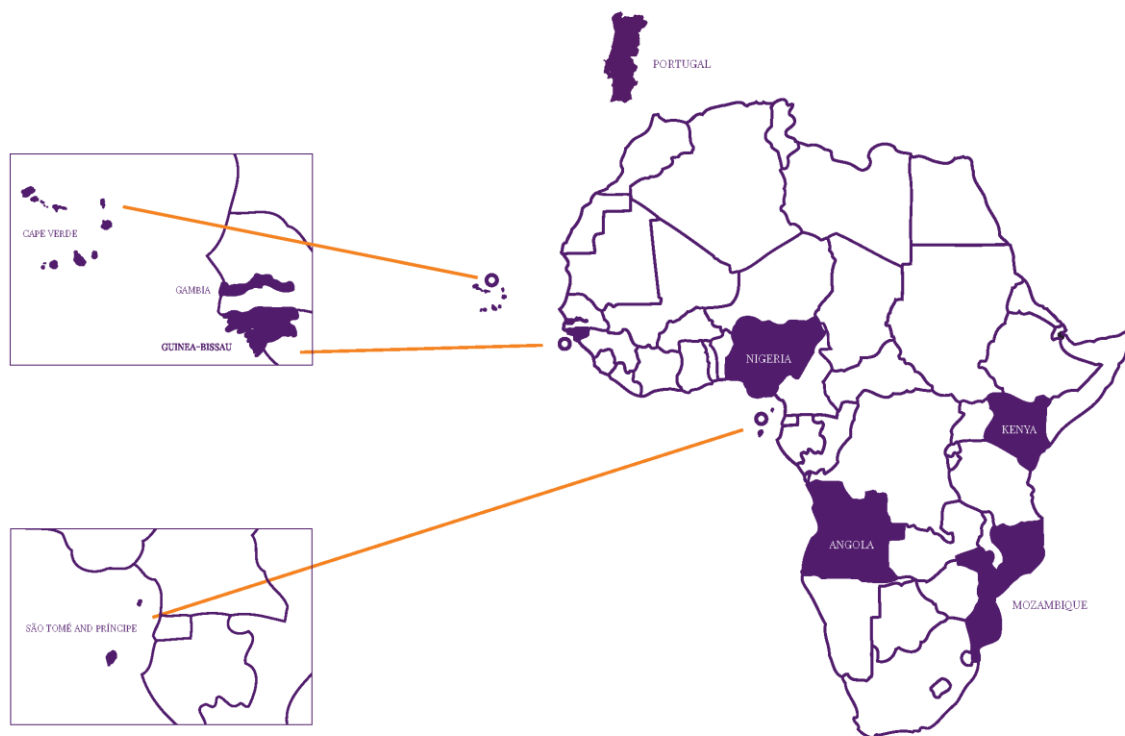 PORTUGAL
CAPE VERDE
GAMBIA
GUINEA-BISSAU
NIGERIA
KENYA
ANGOLA
MOZAMBIQUE
SÃO TOMÉ AND PRÍNCIPE